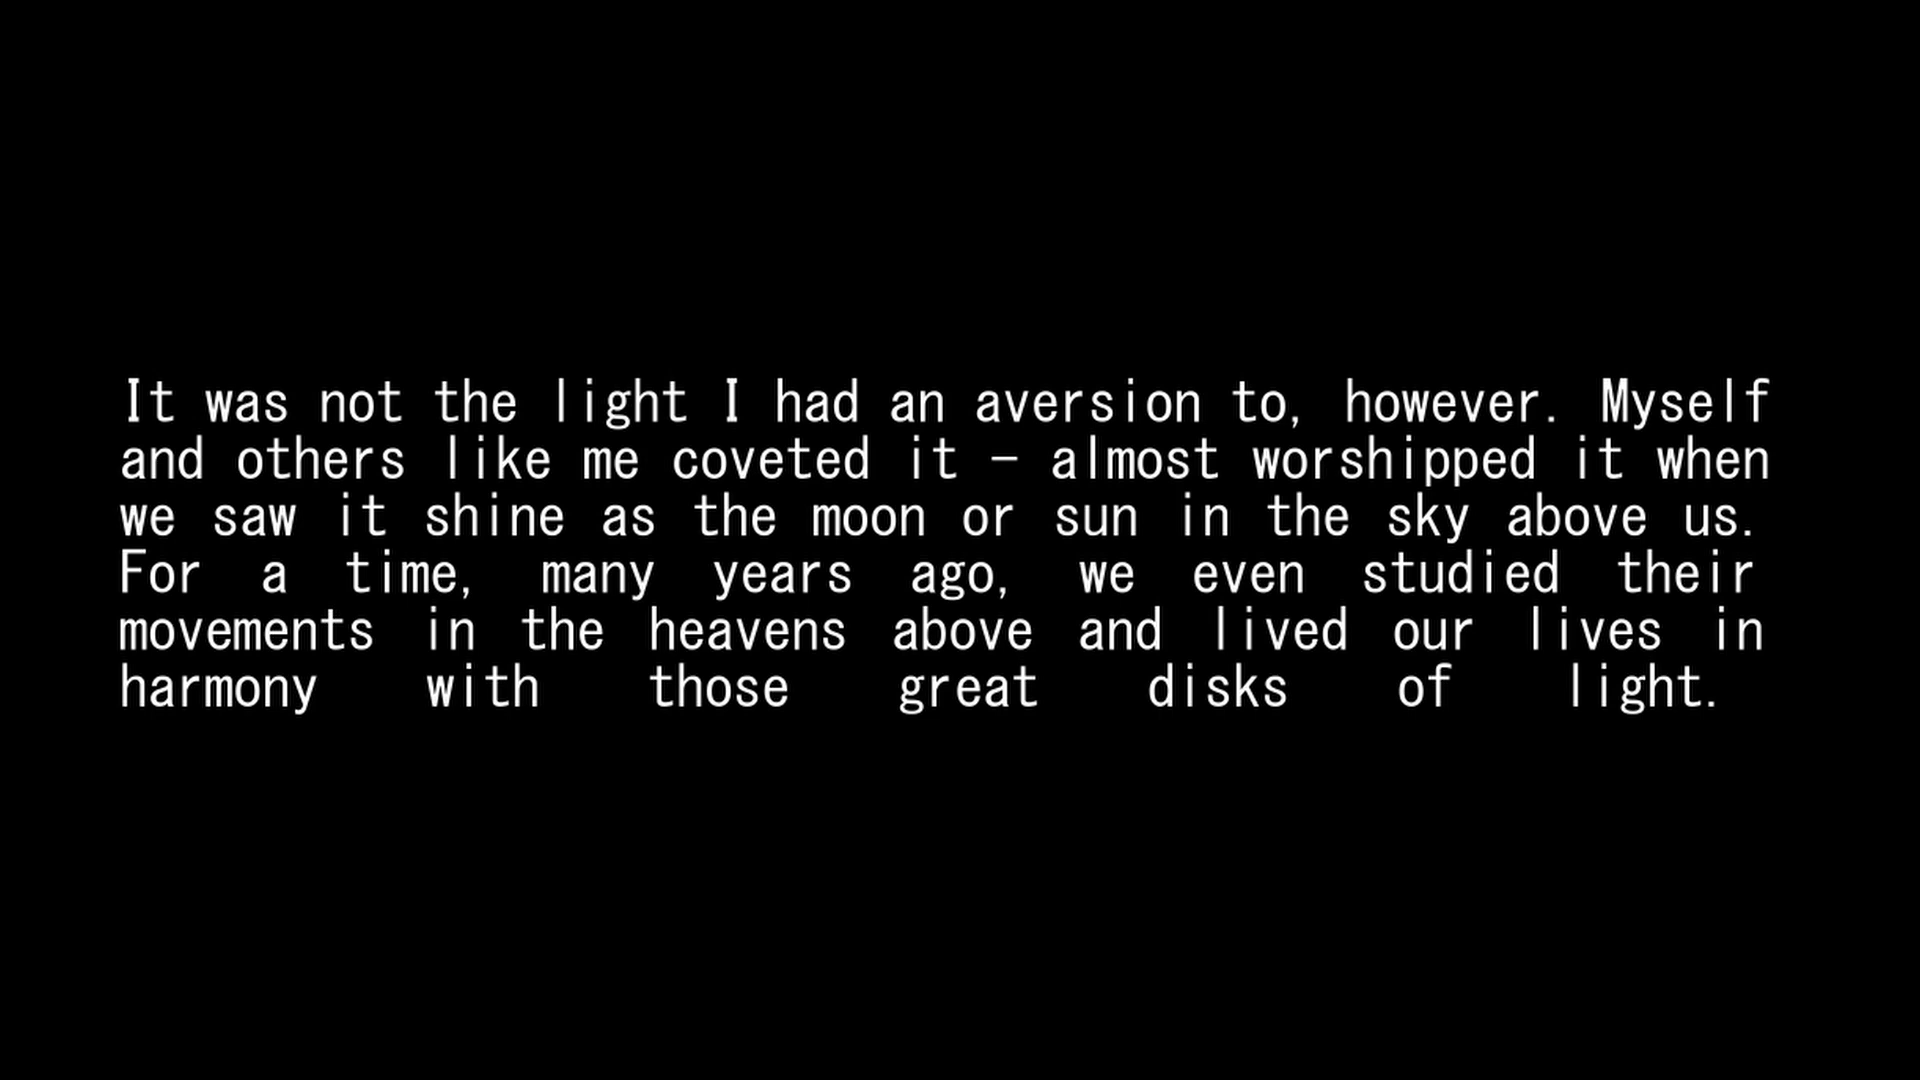 It was not the light I had an aversion to, however. Myself
and others like me coveted it – almost worshipped it when
we saw it shine as the moon or sun in the sky above us.
For a time, many years ago, we even studied their
movements in the heavens above and lived our lives in
harmony with those great disks of light.